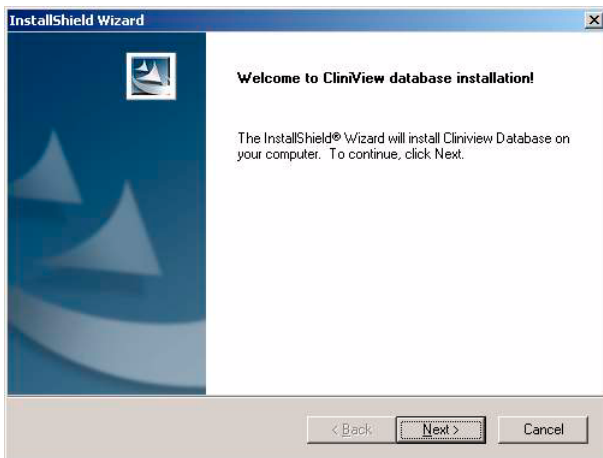 InstallShield Wizard
Welcome to CliniView database installation!
The InstallShield® Wizard will install Cliniview Database on
your computer. To continue, click Next.
< Back
Next >
Cancel